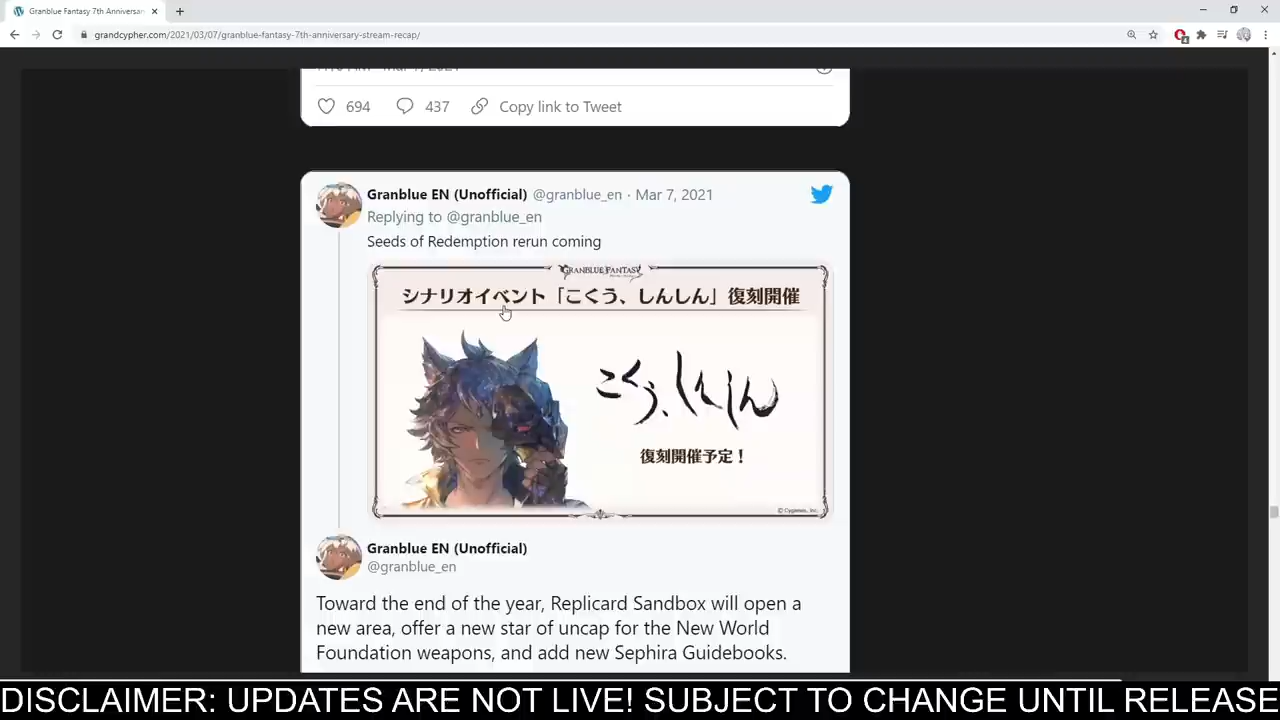 Granblue Fantasy 7th Anniversar
grandcypher.com/2021/03/07/granblue-fantasy-7th-anniversary-stream-recap/
694 437 Copy link to Tweet
Granblue EN (Unofficial) @granblue_en · Mar 7, 2021
Replying to @granblue_en
Seeds of Redemption rerun coming
GRANBLUE FANTASY
シナリオイベント「こくう、しんしん」復刻開催
こくう、しんしん
復刻開催予定！
© Cygames, Inc.
Granblue EN (Unofficial)
@granblue_en
Toward the end of the year, Replicard Sandbox will open a
new area, offer a new star of uncap for the New World
Foundation weapons, and add new Sephira Guidebooks.
DISCLAIMER: UPDATES ARE NOT LIVE! SUBJECT TO CHANGE UNTIL RELEASE